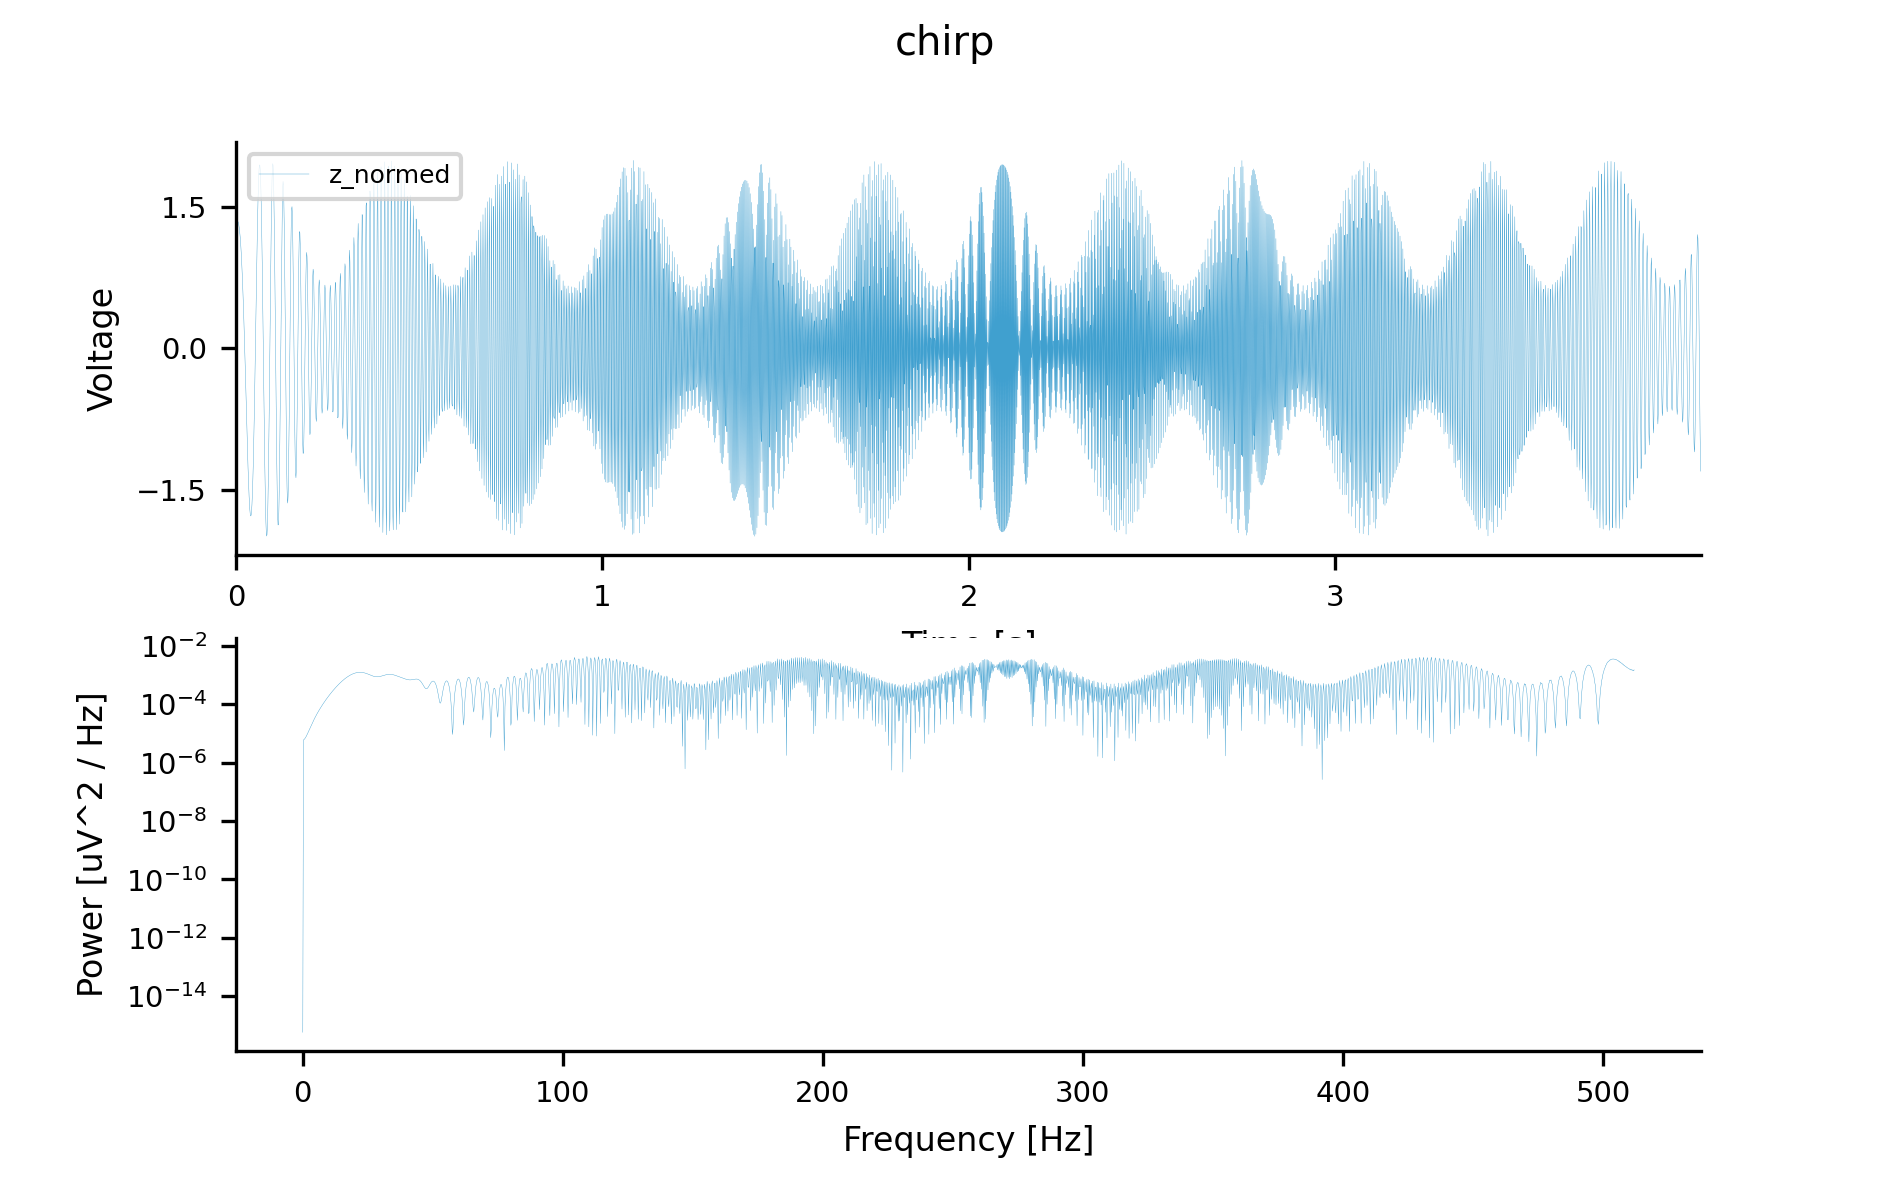 chirp
z_normed
Voltage
1.5
0.0
−1.5
0 1 2 3
Time [s]
Power [uV^2 / Hz]
10⁻²
10⁻⁴
10⁻⁶
10⁻⁸
10⁻¹⁰
10⁻¹²
10⁻¹⁴
0 100 200 300 400 500
Frequency [Hz]